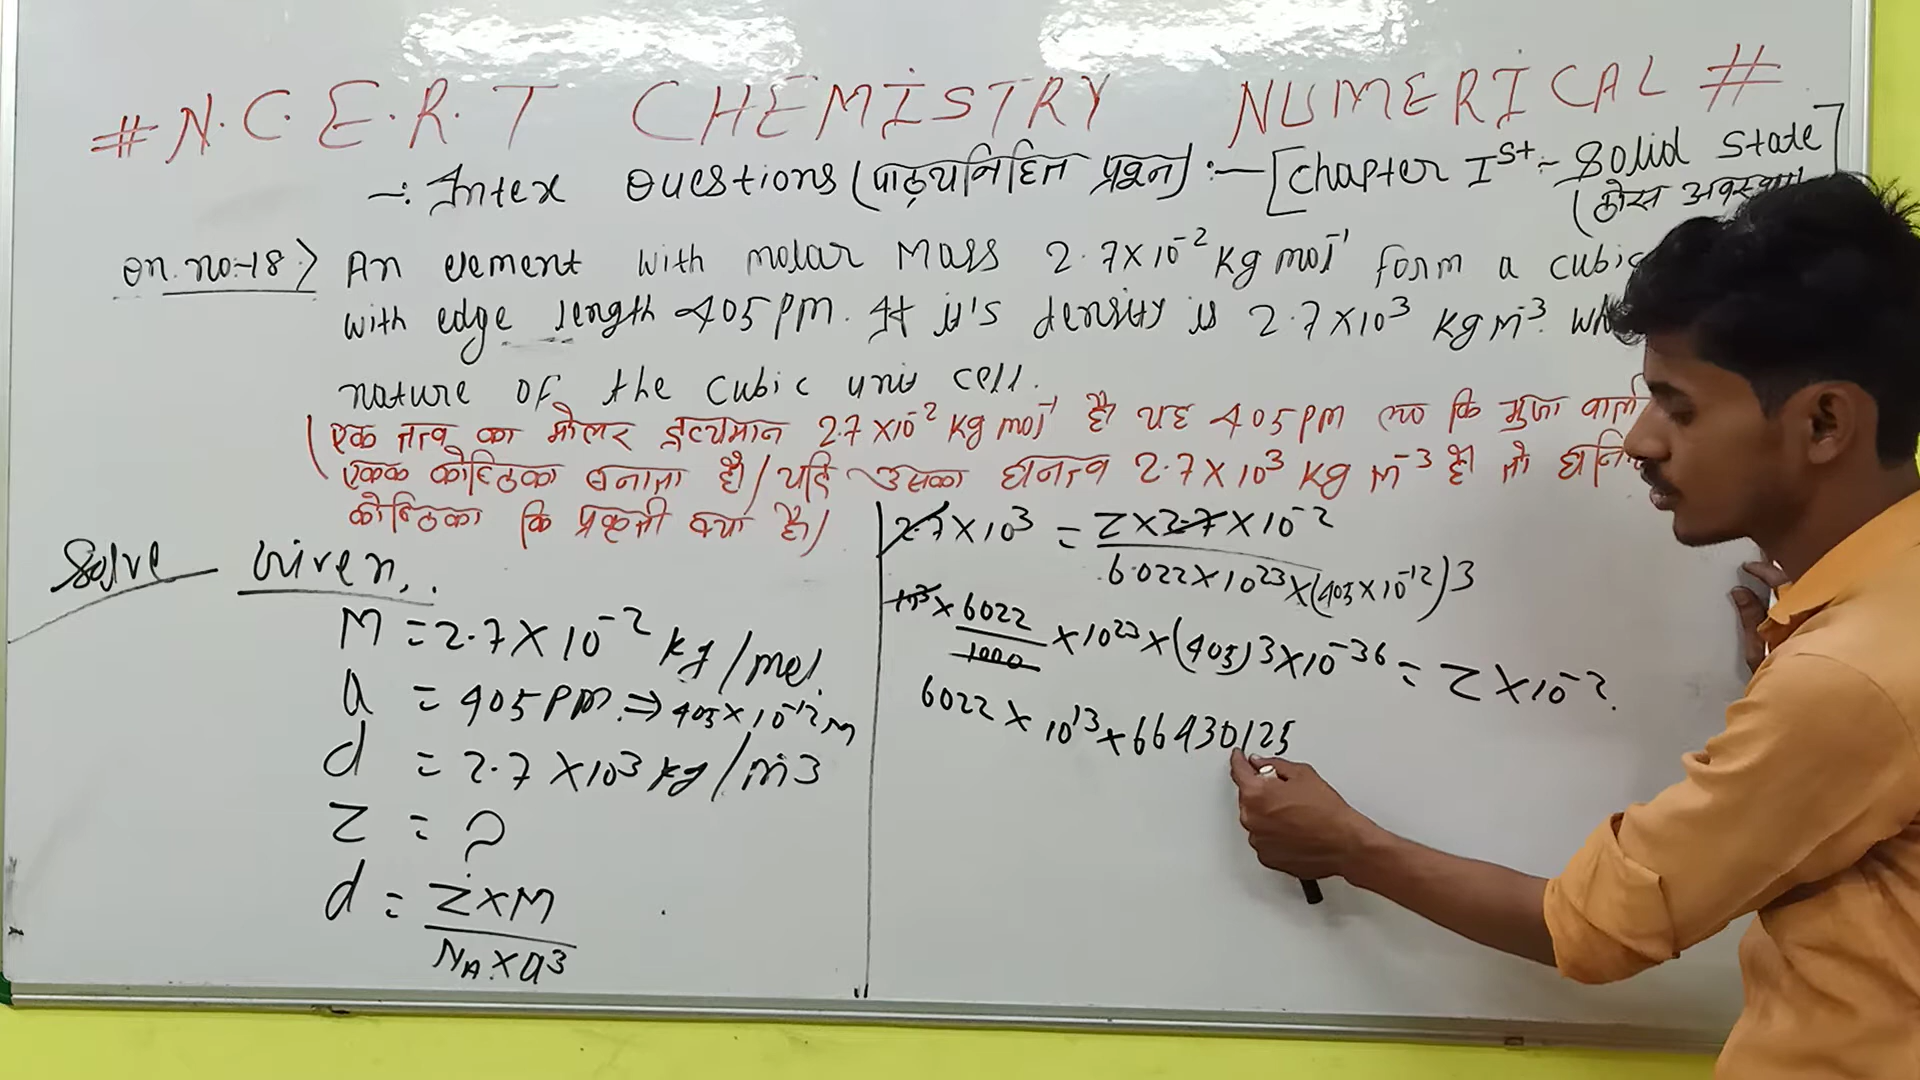 # N.C.E.R.T CHEMISTRY NUMERICAL #
-: Intex Questions (पाठ्यनिहित प्रश्न) :- [Chapter Ist :- Solid State]
(ठोस अवस्था
on.no:-18:) An element with molar Mass 2.7×10⁻² kg mol⁻¹ form a cubic
with edge length 405 pm. If it's density is 2.7×10³ kg m⁻³.
nature of the cubic unit cell.
(एक तत्व का मोलर द्रव्यमान 2.7×10⁻² kg mol⁻¹ है। यह 405 pm कि भुजा वाली
एकक कोष्ठिका बनाता है। यदि उसका घनत्व 2.7×10³ kg m⁻³ है तो
कोष्ठिका कि प्रकृती क्या है।
Solve Given,..
M = 2.7×10⁻² kg/mol.
a = 405 pm. ⇒ 405×10⁻¹² m
d = 2.7×10³ kg/m3
Z = ?
d = Z×M / NA×a³
2.7×10³ = Z×2.7×10⁻² / 6.022×10²³×(405×10⁻¹²)3
10³× 6022/1000 ×10²³×(405)3×10⁻³⁶ = Z×10⁻².
6022×10¹³×66430125